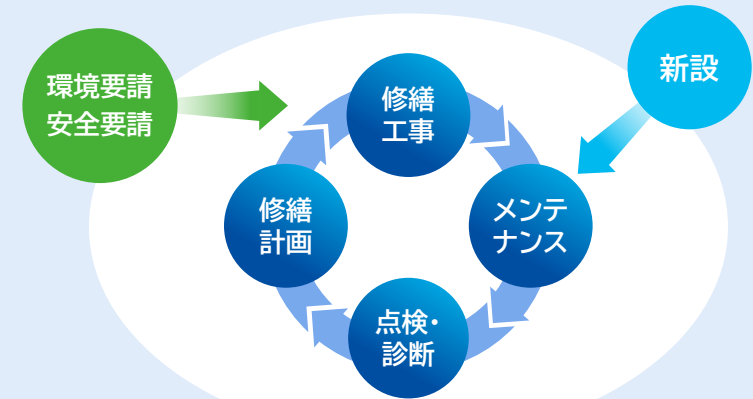 環境要請
安全要請
新設
修繕
工事
メンテ
ナンス
点検・
診断
修繕
計画